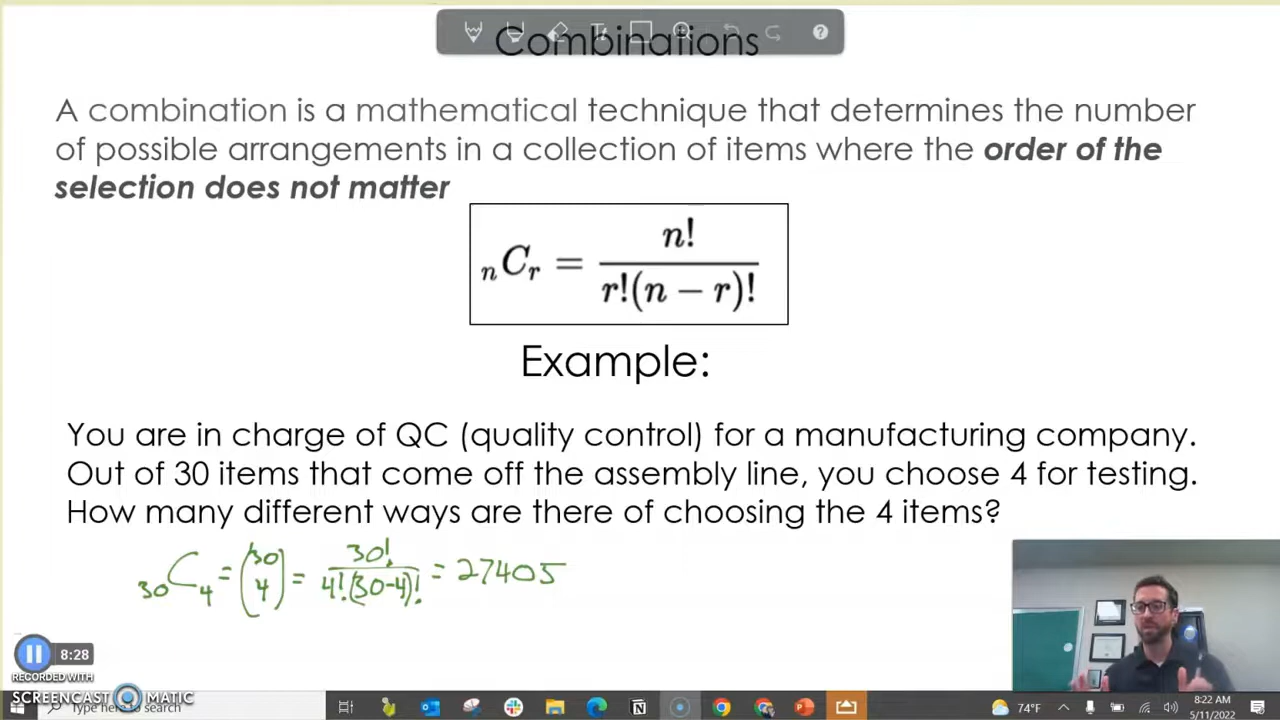 Combinations
A combination is a mathematical technique that determines the number
of possible arrangements in a collection of items where the order of the
selection does not matter
nCr = n! / r!(n − r)!
Example:
You are in charge of QC (quality control) for a manufacturing company.
Out of 30 items that come off the assembly line, you choose 4 for testing.
How many different ways are there of choosing the 4 items?
30C4 = (30 4) = 30! / 4!(30-4)! = 27405
8:28
RECORDED WITH
SCREENCAST MATIC
Type here to search
74°F
8:22 AM
5/11/2022